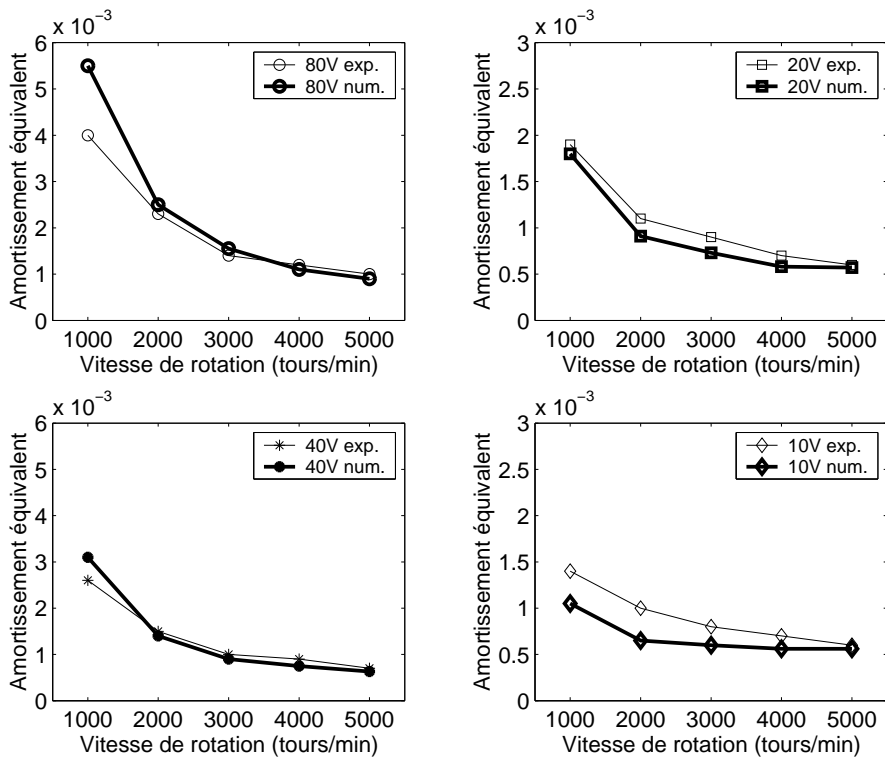 x 10⁻³
6
5
4
3
2
1
0
Amortissement équivalent
80V exp.
80V num.
1000 2000 3000 4000 5000
Vitesse de rotation (tours/min)
x 10⁻³
3
2.5
2
1.5
1
0.5
0
Amortissement équivalent
20V exp.
20V num.
1000 2000 3000 4000 5000
Vitesse de rotation (tours/min)
x 10⁻³
6
5
4
3
2
1
0
Amortissement équivalent
40V exp.
40V num.
1000 2000 3000 4000 5000
Vitesse de rotation (tours/min)
x 10⁻³
3
2.5
2
1.5
1
0.5
0
Amortissement équivalent
10V exp.
10V num.
1000 2000 3000 4000 5000
Vitesse de rotation (tours/min)